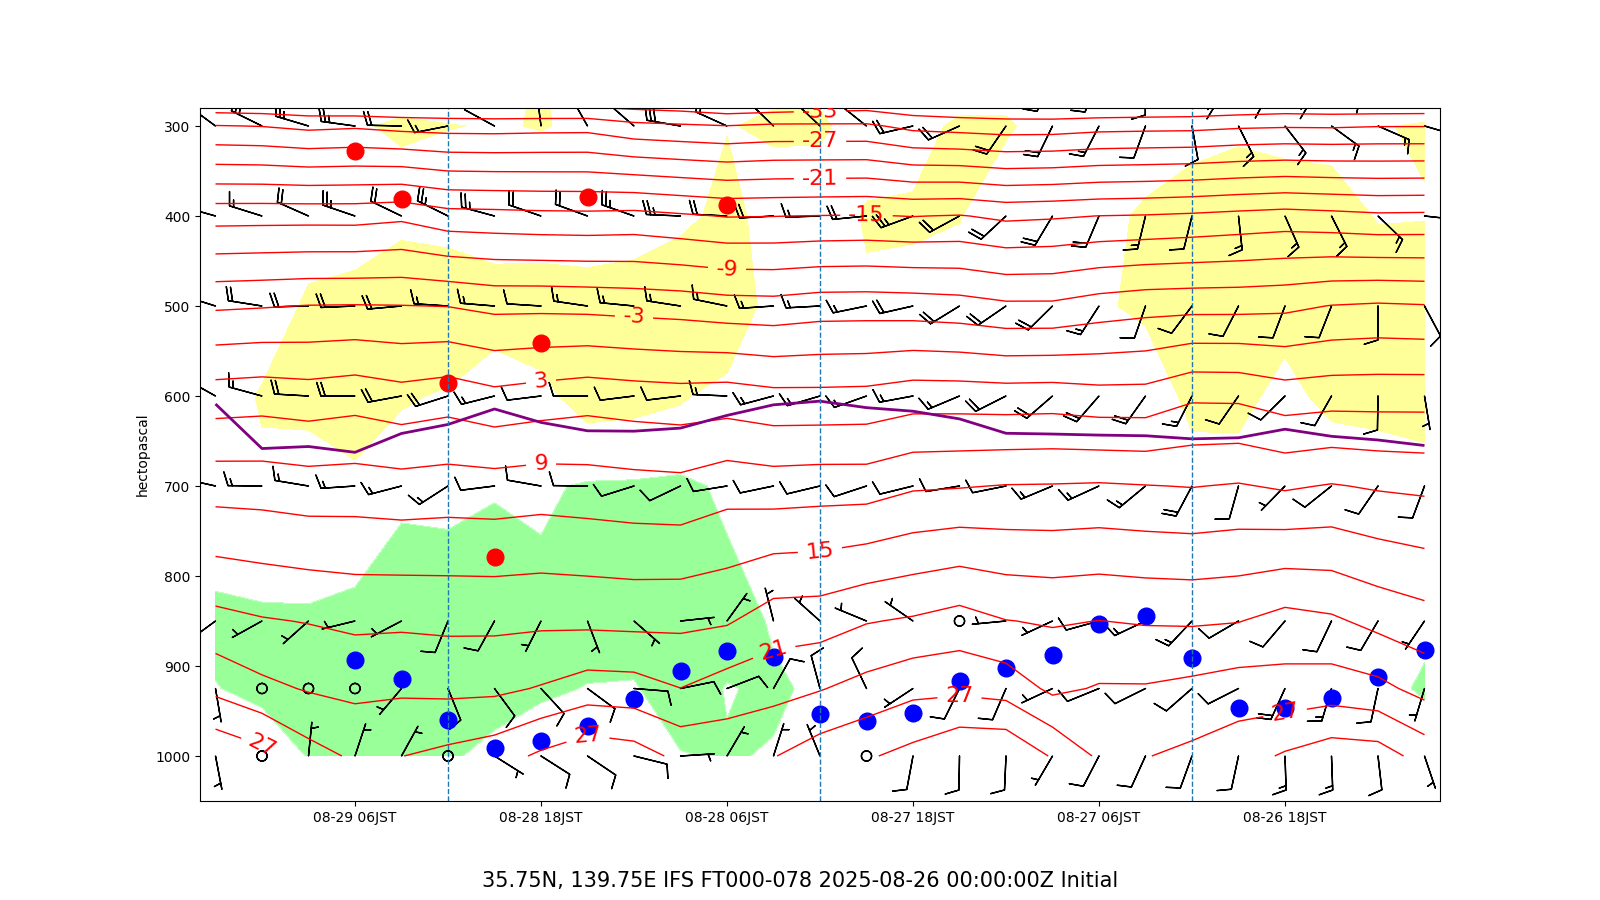 -33
300
-27
-21
400
-15
-9
500
-3
3
600
9
700
15
800
21
900
27
27
27
27
1000
hectopascal
08-29 06JST
08-28 18JST
08-28 06JST
08-27 18JST
08-27 06JST
08-26 18JST
35.75N, 139.75E IFS FT000-078 2025-08-26 00:00:00Z Initial